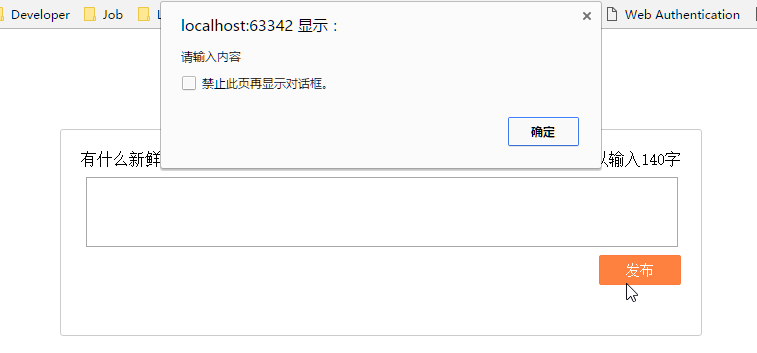 Developer Job Web Authentication
localhost:63342 显示：
请输入内容
禁止此页再显示对话框。
确定
有什么新鲜 以输入140字
发布